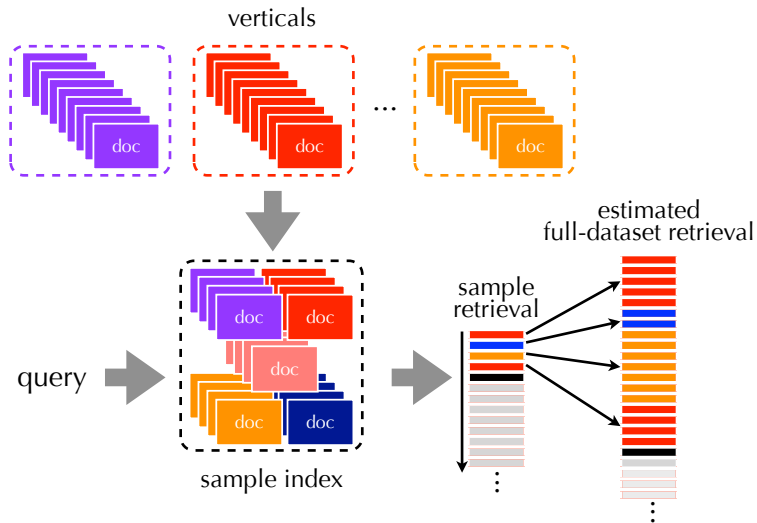 verticals
doc
doc
...
doc
estimated
full-dataset retrieval
sample
retrieval
doc
doc
doc
query
doc
doc
sample index